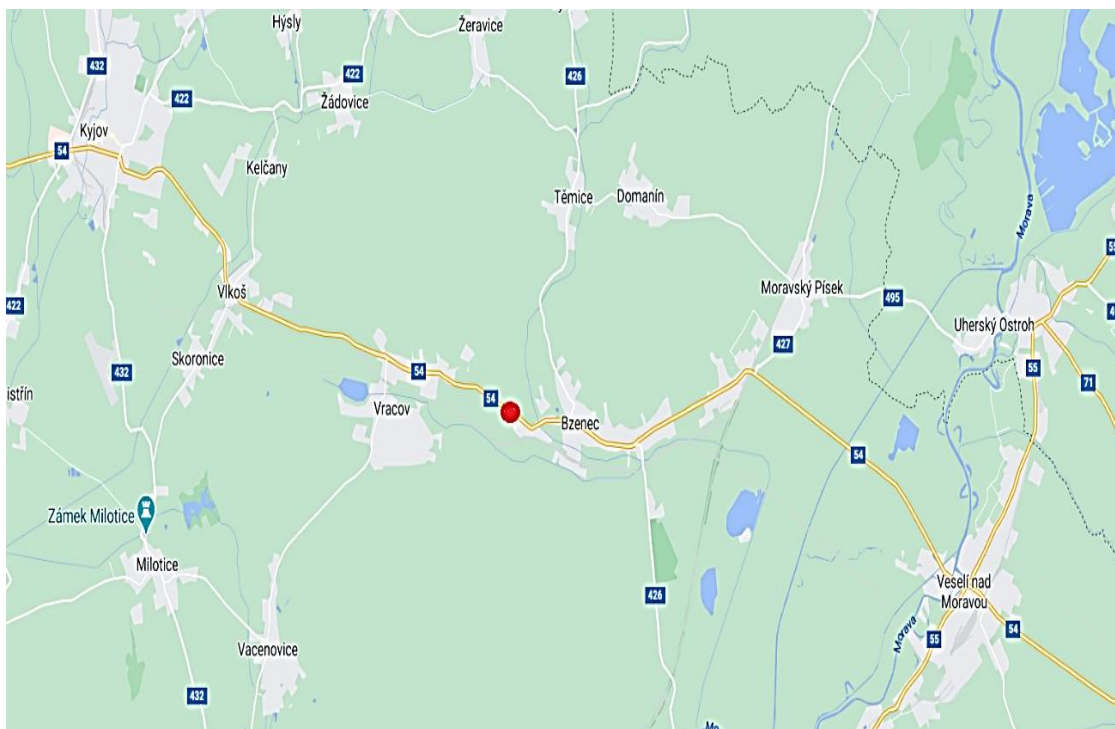 Hýsly
Žeravice
432
422
426
422
Žádovice
Kyjov
54
Kelčany
Těmice
Domanín
Morava
55
Vlkoš
Moravský Písek
495
422
Uherský Ostroh
427
Skoronice
432
54
55
71
54
Vracov
Bzenec
54
Zámek Milotice
Milotice
426
Veselí nad
Moravou
Morava
54
55
Vacenovice
432